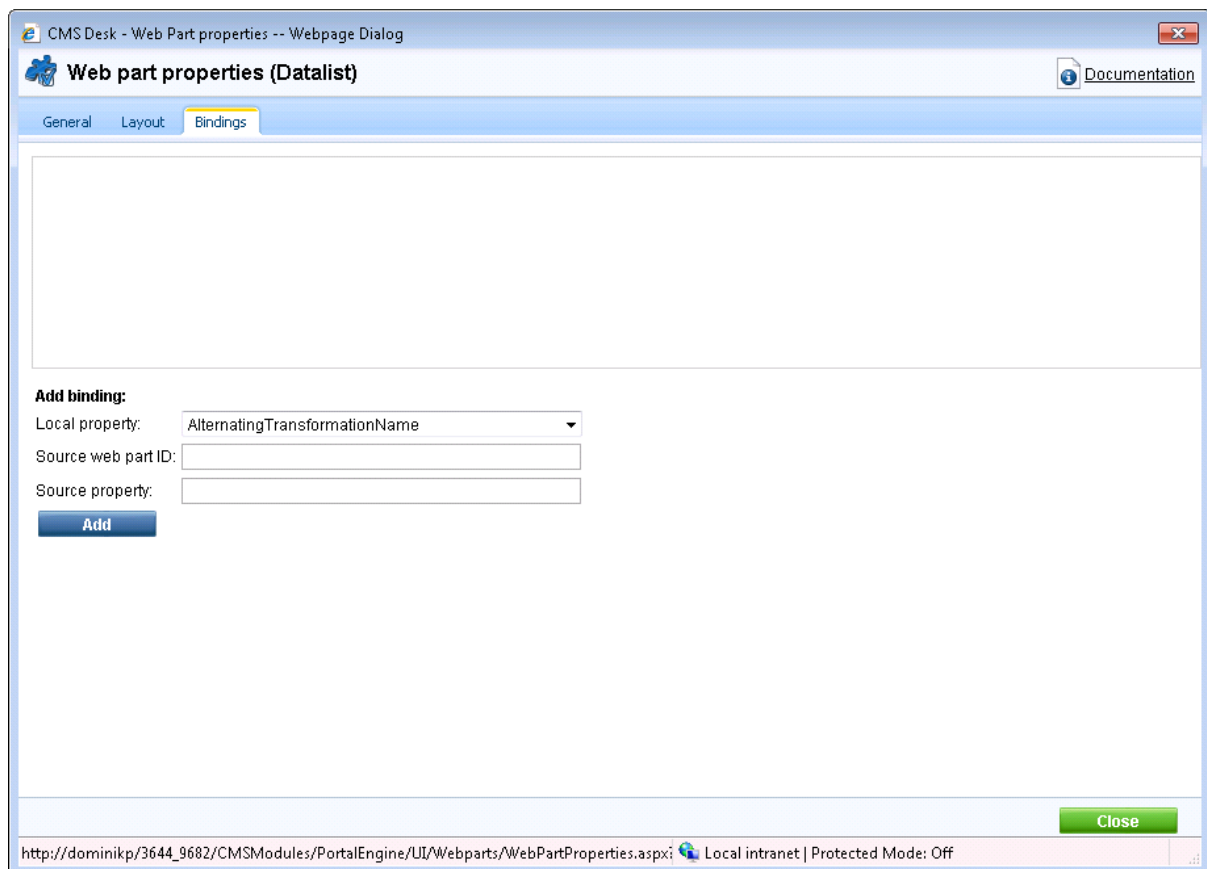 CMS Desk - Web Part properties -- Webpage Dialog
Web part properties (Datalist)
Documentation
General Layout Bindings
Add binding:
Local property: AlternatingTransformationName
Source web part ID:
Source property:
Add
Close
http://dominikp/3644_9682/CMSModules/PortalEngine/UI/Webparts/WebPartProperties.aspx? Local intranet | Protected Mode: Off